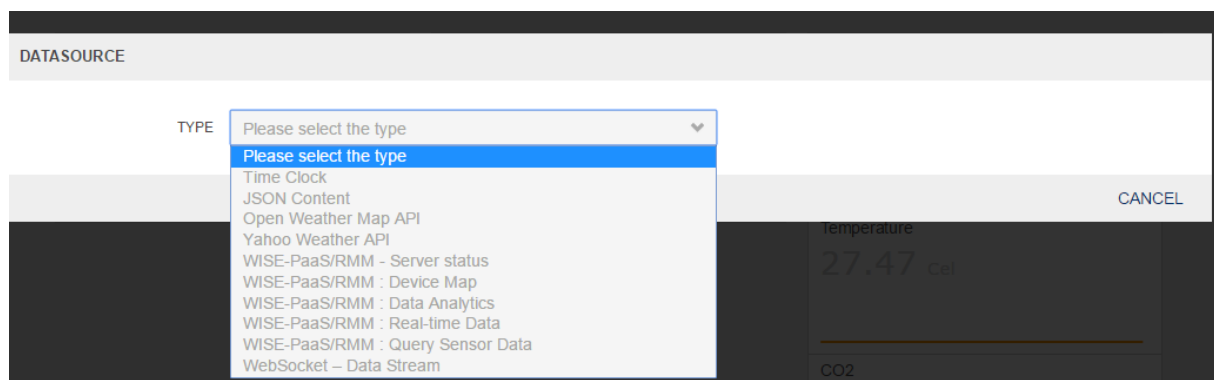 DATASOURCE
TYPE
Please select the type
Please select the type
Time Clock
JSON Content
Open Weather Map API
Yahoo Weather API
WISE-PaaS/RMM - Server status
WISE-PaaS/RMM : Device Map
WISE-PaaS/RMM : Data Analytics
WISE-PaaS/RMM : Real-time Data
WISE-PaaS/RMM : Query Sensor Data
WebSocket – Data Stream
CANCEL
Temperature
27.47 Cel
CO2